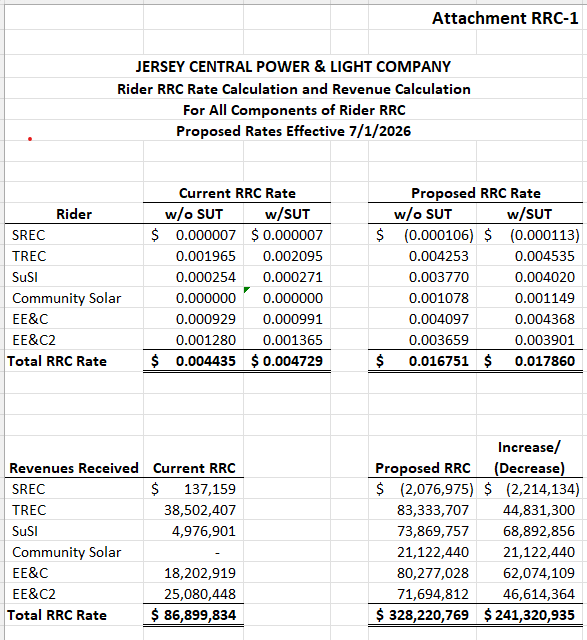 Attachment RRC-1
JERSEY CENTRAL POWER & LIGHT COMPANY
Rider RRC Rate Calculation and Revenue Calculation
For All Components of Rider RRC
Proposed Rates Effective 7/1/2026
Current RRC Rate Proposed RRC Rate
Rider w/o SUT w/SUT w/o SUT w/SUT
SREC $ 0.000007 $ 0.000007 $ (0.000106) $ (0.000113)
TREC 0.001965 0.002095 0.004253 0.004535
SuSI 0.000254 0.000271 0.003770 0.004020
Community Solar 0.000000 0.000000 0.001078 0.001149
EE&C 0.000929 0.000991 0.004097 0.004368
EE&C2 0.001280 0.001365 0.003659 0.003901
Total RRC Rate $ 0.004435 $ 0.004729 $ 0.016751 $ 0.017860
Increase/
Revenues Received Current RRC Proposed RRC (Decrease)
SREC $ 137,159 $ (2,076,975) $ (2,214,134)
TREC 38,502,407 83,333,707 44,831,300
SuSI 4,976,901 73,869,757 68,892,856
Community Solar - 21,122,440 21,122,440
EE&C 18,202,919 80,277,028 62,074,109
EE&C2 25,080,448 71,694,812 46,614,364
Total RRC Rate $ 86,899,834 $ 328,220,769 $ 241,320,935